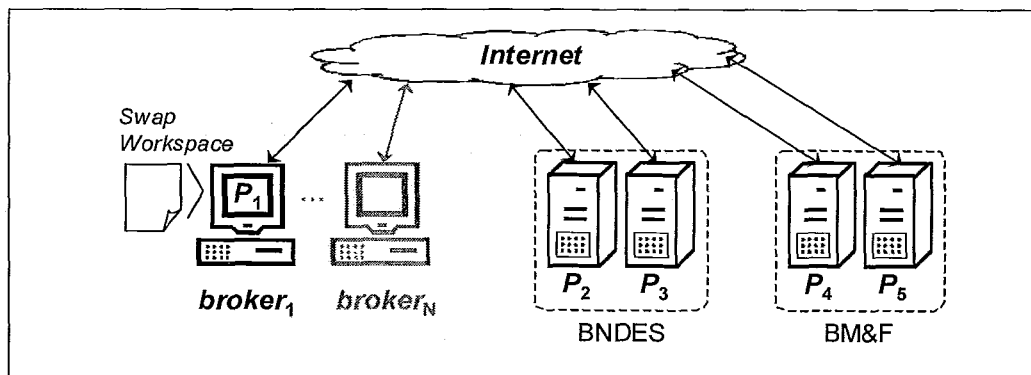 Internet
Swap
Workspace
P1
...
broker1
brokerN
P2
P3
P4
P5
BNDES
BM&F